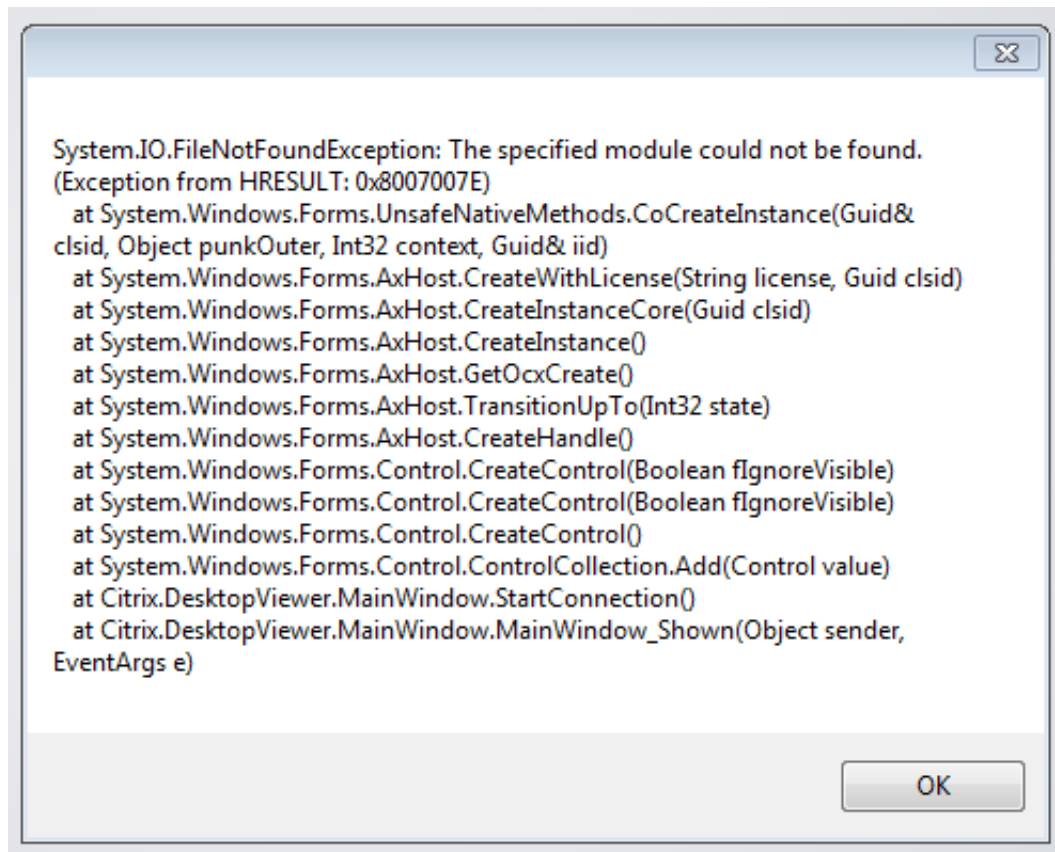 System.IO.FileNotFoundException: The specified module could not be found.
(Exception from HRESULT: 0x8007007E)
at System.Windows.Forms.UnsafeNativeMethods.CoCreateInstance(Guid&
clsid, Object punkOuter, Int32 context, Guid& iid)
at System.Windows.Forms.AxHost.CreateWithLicense(String license, Guid clsid)
at System.Windows.Forms.AxHost.CreateInstanceCore(Guid clsid)
at System.Windows.Forms.AxHost.CreateInstance()
at System.Windows.Forms.AxHost.GetOcxCreate()
at System.Windows.Forms.AxHost.TransitionUpTo(Int32 state)
at System.Windows.Forms.AxHost.CreateHandle()
at System.Windows.Forms.Control.CreateControl(Boolean fIgnoreVisible)
at System.Windows.Forms.Control.CreateControl(Boolean fIgnoreVisible)
at System.Windows.Forms.Control.CreateControl()
at System.Windows.Forms.Control.ControlCollection.Add(Control value)
at Citrix.DesktopViewer.MainWindow.StartConnection()
at Citrix.DesktopViewer.MainWindow.MainWindow_Shown(Object sender,
EventArgs e)
OK